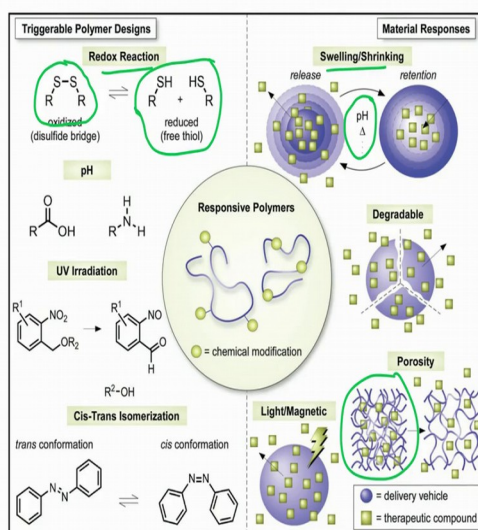 Triggerable Polymer Designs
Redox Reaction
S–S
R R
oxidized
(disulfide bridge)
SH HS
R + R
reduced
(free thiol)
pH
O
R OH
H
R N H
UV Irradiation
R¹
NO₂
OR₂
R¹
NO
O
H
R²–OH
Cis-Trans Isomerization
trans conformation
cis conformation
N=N
N=N
Responsive Polymers
= chemical modification
Material Responses
Swelling/Shrinking
release
retention
pH
Δ
Degradable
Porosity
Light/Magnetic
= delivery vehicle
= therapeutic compound